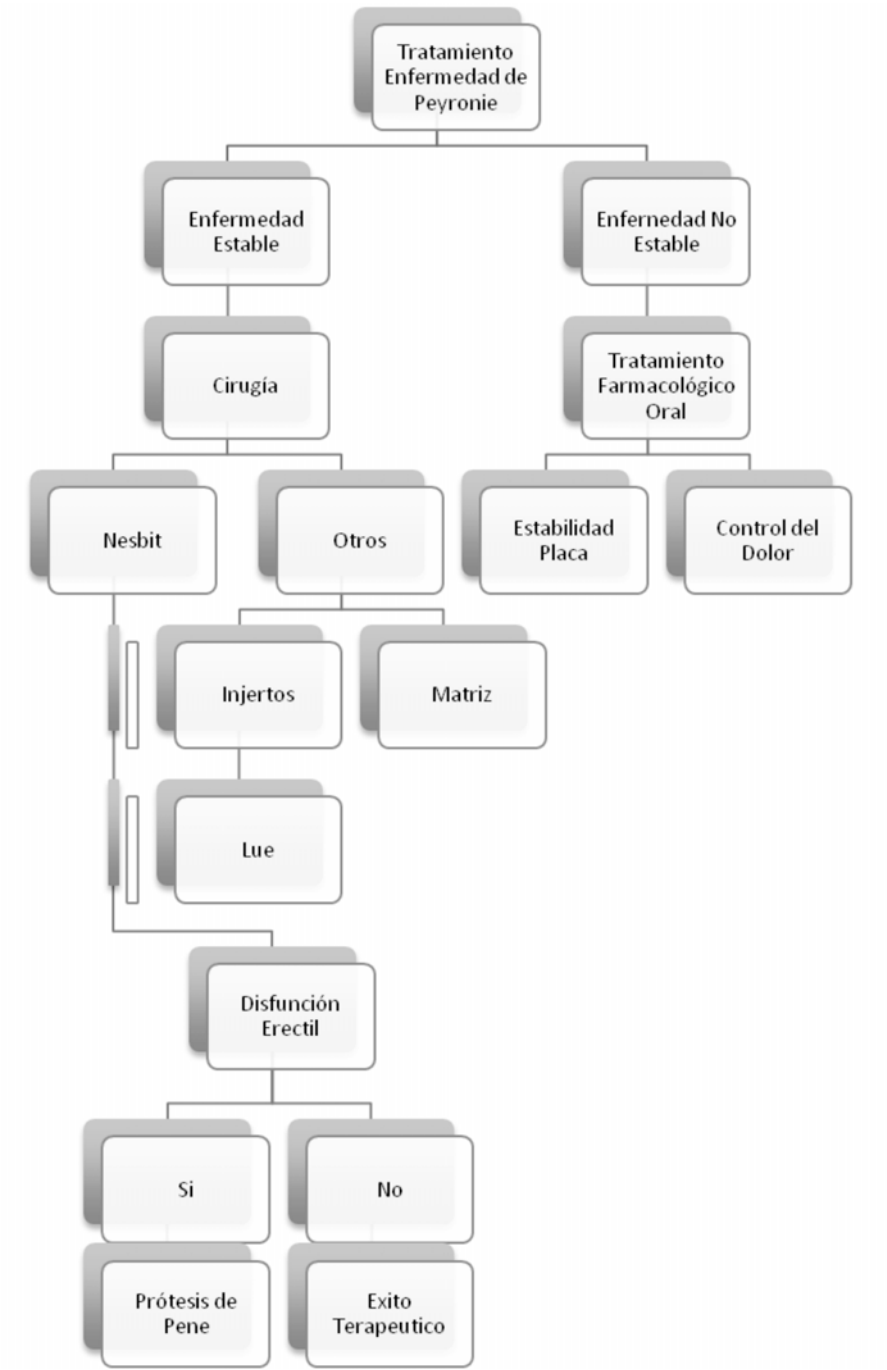 Tratamiento
Enfermedad de
Peyronie
Enfermedad
Estable
Enfernedad No
Estable
Cirugía
Tratamiento
Farmacológico
Oral
Nesbit
Otros
Estabilidad
Placa
Control del
Dolor
Injertos
Matriz
Lue
Disfunción
Erectil
Si
No
Prótesis de
Pene
Exito
Terapeutico